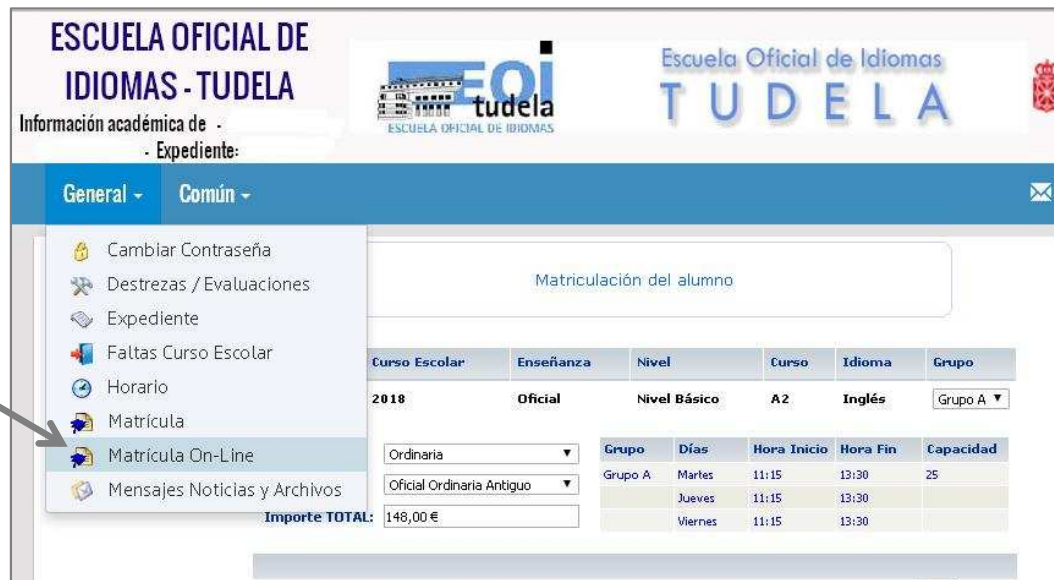 ESCUELA OFICIAL DE
IDIOMAS - TUDELA
Información académica de -
- Expediente:
EOi
tudela
ESCUELA OFICIAL DE IDIOMAS
Escuela Oficial de Idiomas
TUDELA
General
Común
Cambiar Contraseña
Destrezas / Evaluaciones
Expediente
Faltas Curso Escolar
Horario
Matrícula
Matrícula On-Line
Mensajes Noticias y Archivos
Matriculación del alumno
Curso Escolar Enseñanza Nivel Curso Idioma Grupo
2018 Oficial Nivel Básico A2 Inglés Grupo A
Ordinaria
Oficial Ordinaria Antiguo
Importe TOTAL: 148,00 €
Grupo Días Hora Inicio Hora Fin Capacidad
Grupo A Martes 11:15 13:30 25
Jueves 11:15 13:30
Viernes 11:15 13:30